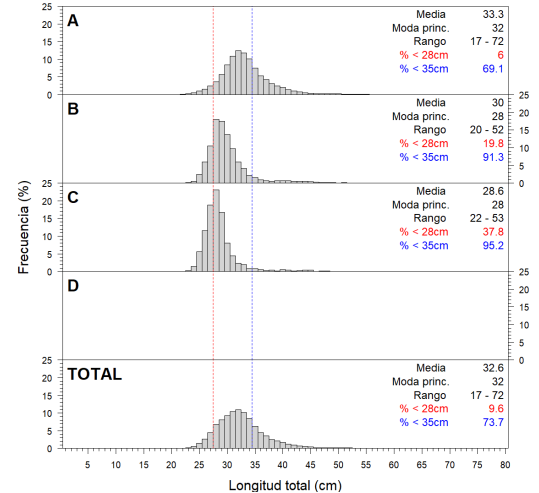 25
20
15
10
5
0
A
Media 33.3
Moda princ. 32
Rango 17 - 72
% < 28cm 6
% < 35cm 69.1
20
15
10
5
0
B
Media 30
Moda princ. 28
Rango 20 - 52
% < 28cm 19.8
% < 35cm 91.3
25
20
15
10
5
0
25
20
15
10
5
0
C
Media 28.6
Moda princ. 28
Rango 22 - 53
% < 28cm 37.8
% < 35cm 95.2
D
25
20
15
10
5
0
25
20
15
10
5
0
TOTAL
Media 32.6
Moda princ. 32
Rango 17 - 72
% < 28cm 9.6
% < 35cm 73.7
Frecuencia (%)
5 10 15 20 25 30 35 40 45 50 55 60 65 70 75 80
Longitud total (cm)